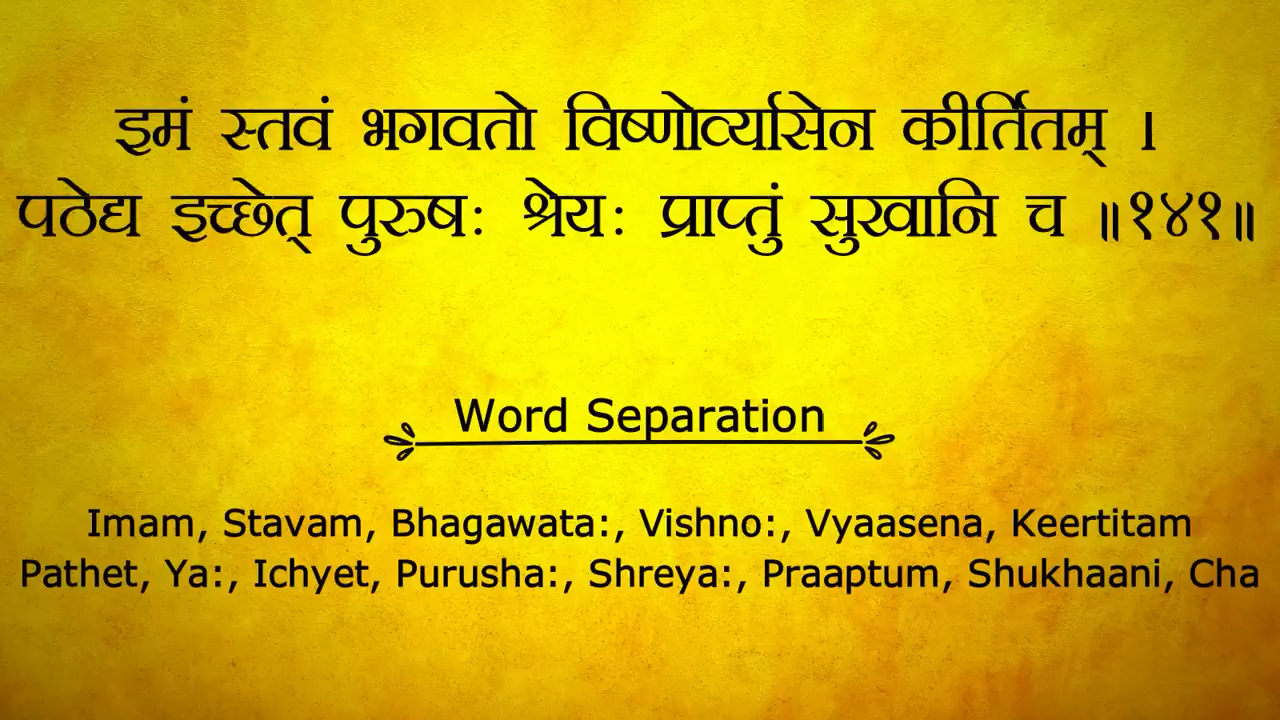 इमं स्तवं भगवतो विष्णोर्व्यासेन कीर्तितम् ।
पठेद्य इच्छेत् पुरुषः श्रेयः प्राप्तुं सुखानि च ॥१४१॥
Word Separation
Imam, Stavam, Bhagawata:, Vishno:, Vyaasena, Keertitam
Pathet, Ya:, Ichyet, Purusha:, Shreya:, Praaptum, Shukhaani, Cha